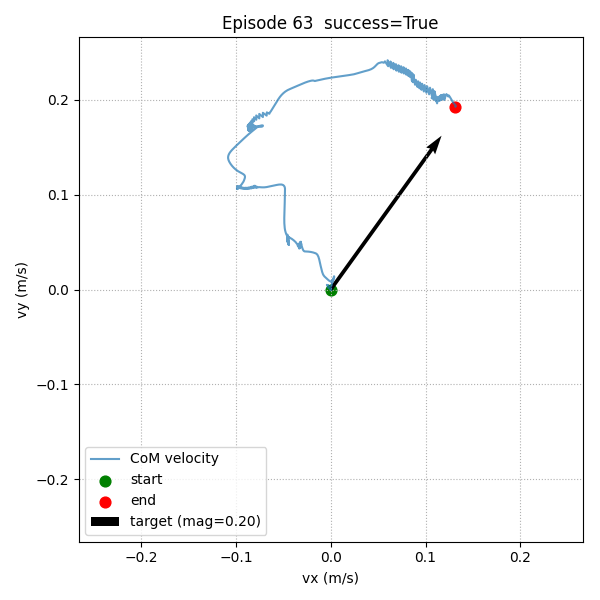 Episode 63  success=True
vy (m/s)
0.2
0.1
0.0
−0.1
−0.2
CoM velocity
start
end
target (mag=0.20)
−0.2
−0.1
0.0
0.1
0.2
vx (m/s)